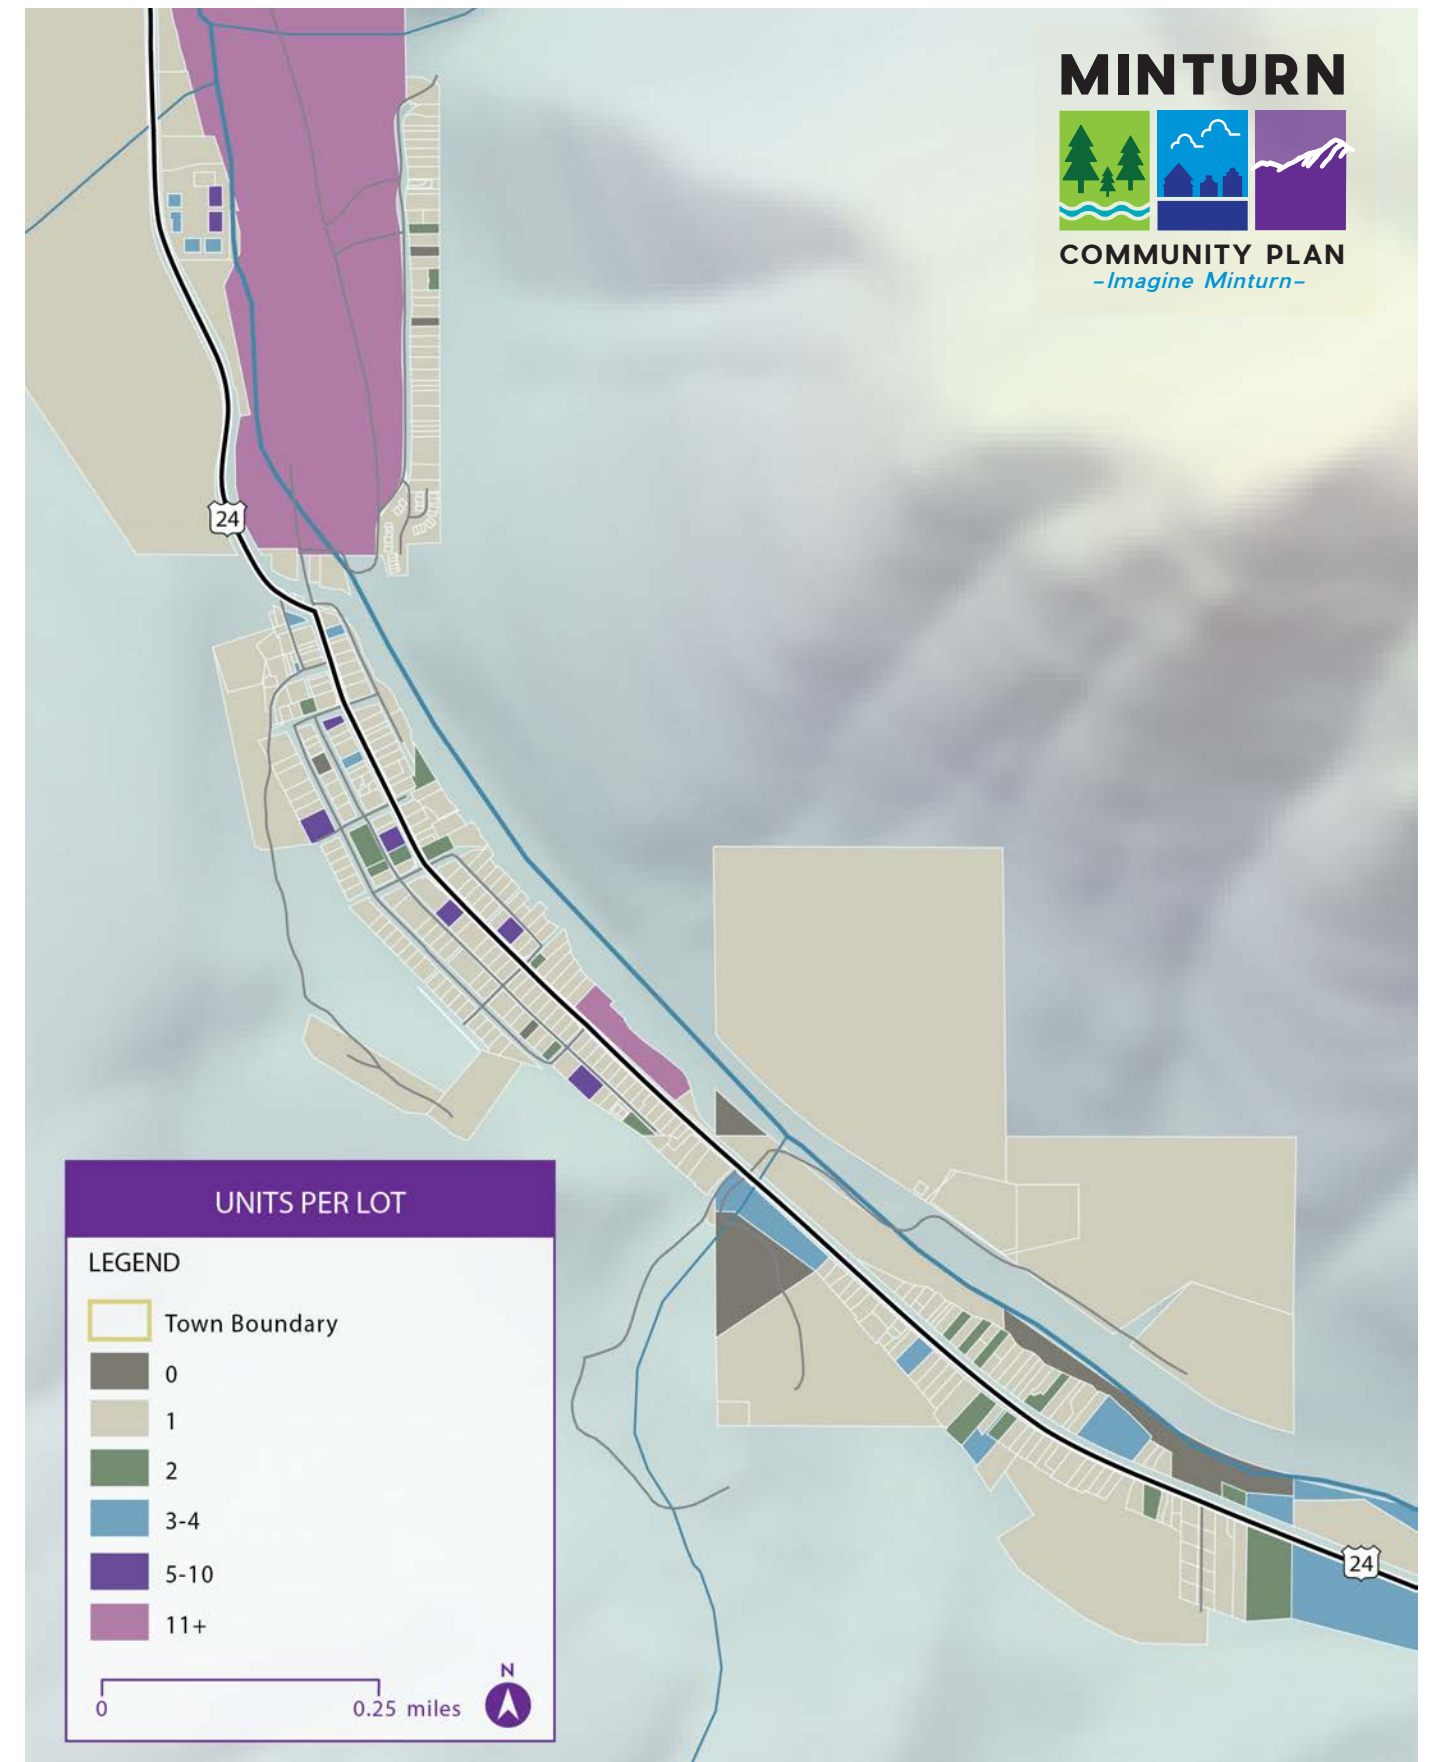 MINTURN
COMMUNITY PLAN
-Imagine Minturn-
24
24
UNITS PER LOT
LEGEND
Town Boundary
0
1
2
3-4
5-10
11+
N
0 0.25 miles